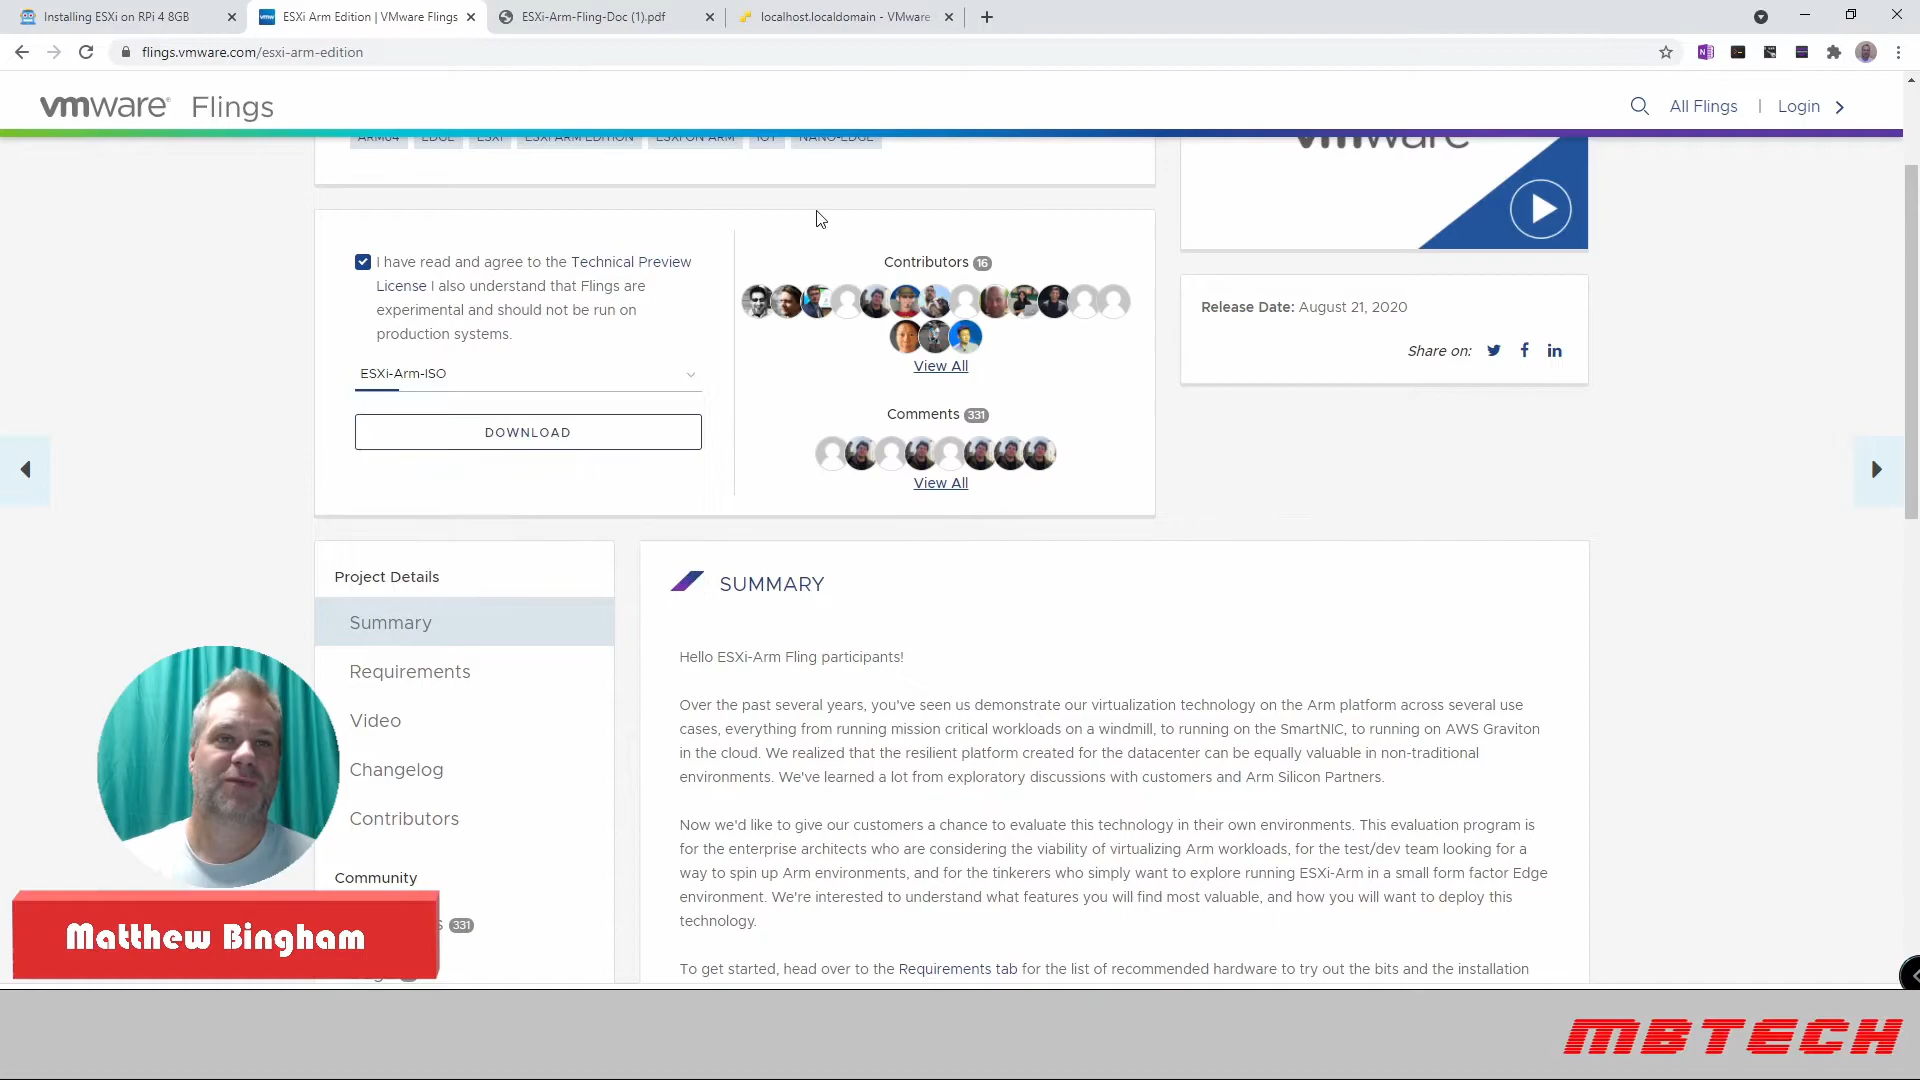 Installing ESXi on RPi 4 8GB
ESXi Arm Edition | VMware Flings
ESXi-Arm-Fling-Doc (1).pdf
localhost.localdomain - VMware
flings.vmware.com/esxi-arm-edition
vmware Flings
All Flings | Login
ARM64 EDGE ESXI ESXI ARM EDITION ESXI ON ARM IOT NANO-EDGE
vmware
I have read and agree to the Technical Preview
License I also understand that Flings are
experimental and should not be run on
production systems.
ESXi-Arm-ISO
DOWNLOAD
Contributors 16
View All
Comments 331
View All
Release Date: August 21, 2020
Share on:
Project Details
Summary
Requirements
Video
Changelog
Contributors
Community
s 331
SUMMARY
Hello ESXi-Arm Fling participants!
Over the past several years, you've seen us demonstrate our virtualization technology on the Arm platform across several use
cases, everything from running mission critical workloads on a windmill, to running on the SmartNIC, to running on AWS Graviton
in the cloud. We realized that the resilient platform created for the datacenter can be equally valuable in non-traditional
environments. We've learned a lot from exploratory discussions with customers and Arm Silicon Partners.
Now we'd like to give our customers a chance to evaluate this technology in their own environments. This evaluation program is
for the enterprise architects who are considering the viability of virtualizing Arm workloads, for the test/dev team looking for a
way to spin up Arm environments, and for the tinkerers who simply want to explore running ESXi-Arm in a small form factor Edge
environment. We're interested to understand what features you will find most valuable, and how you will want to deploy this
technology.
To get started, head over to the Requirements tab for the list of recommended hardware to try out the bits and the installation
Matthew Bingham
MBTECH